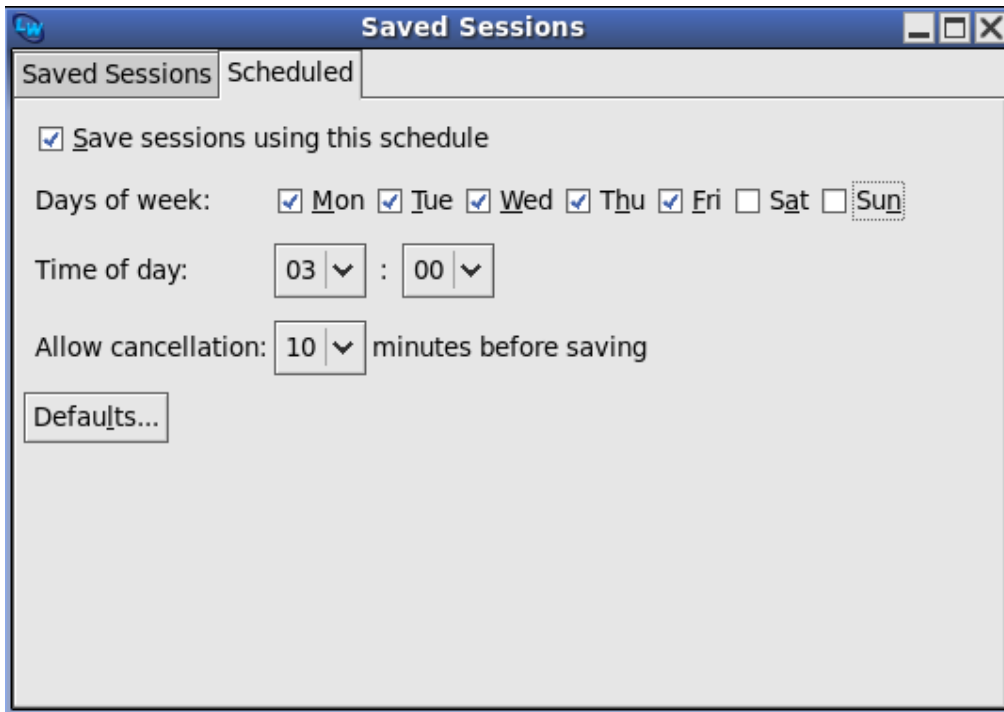 LW Saved Sessions
Saved Sessions Scheduled
Save sessions using this schedule
Days of week: Mon Tue Wed Thu Fri Sat Sun
Time of day: 03 : 00
Allow cancellation: 10 minutes before saving
Defaults...